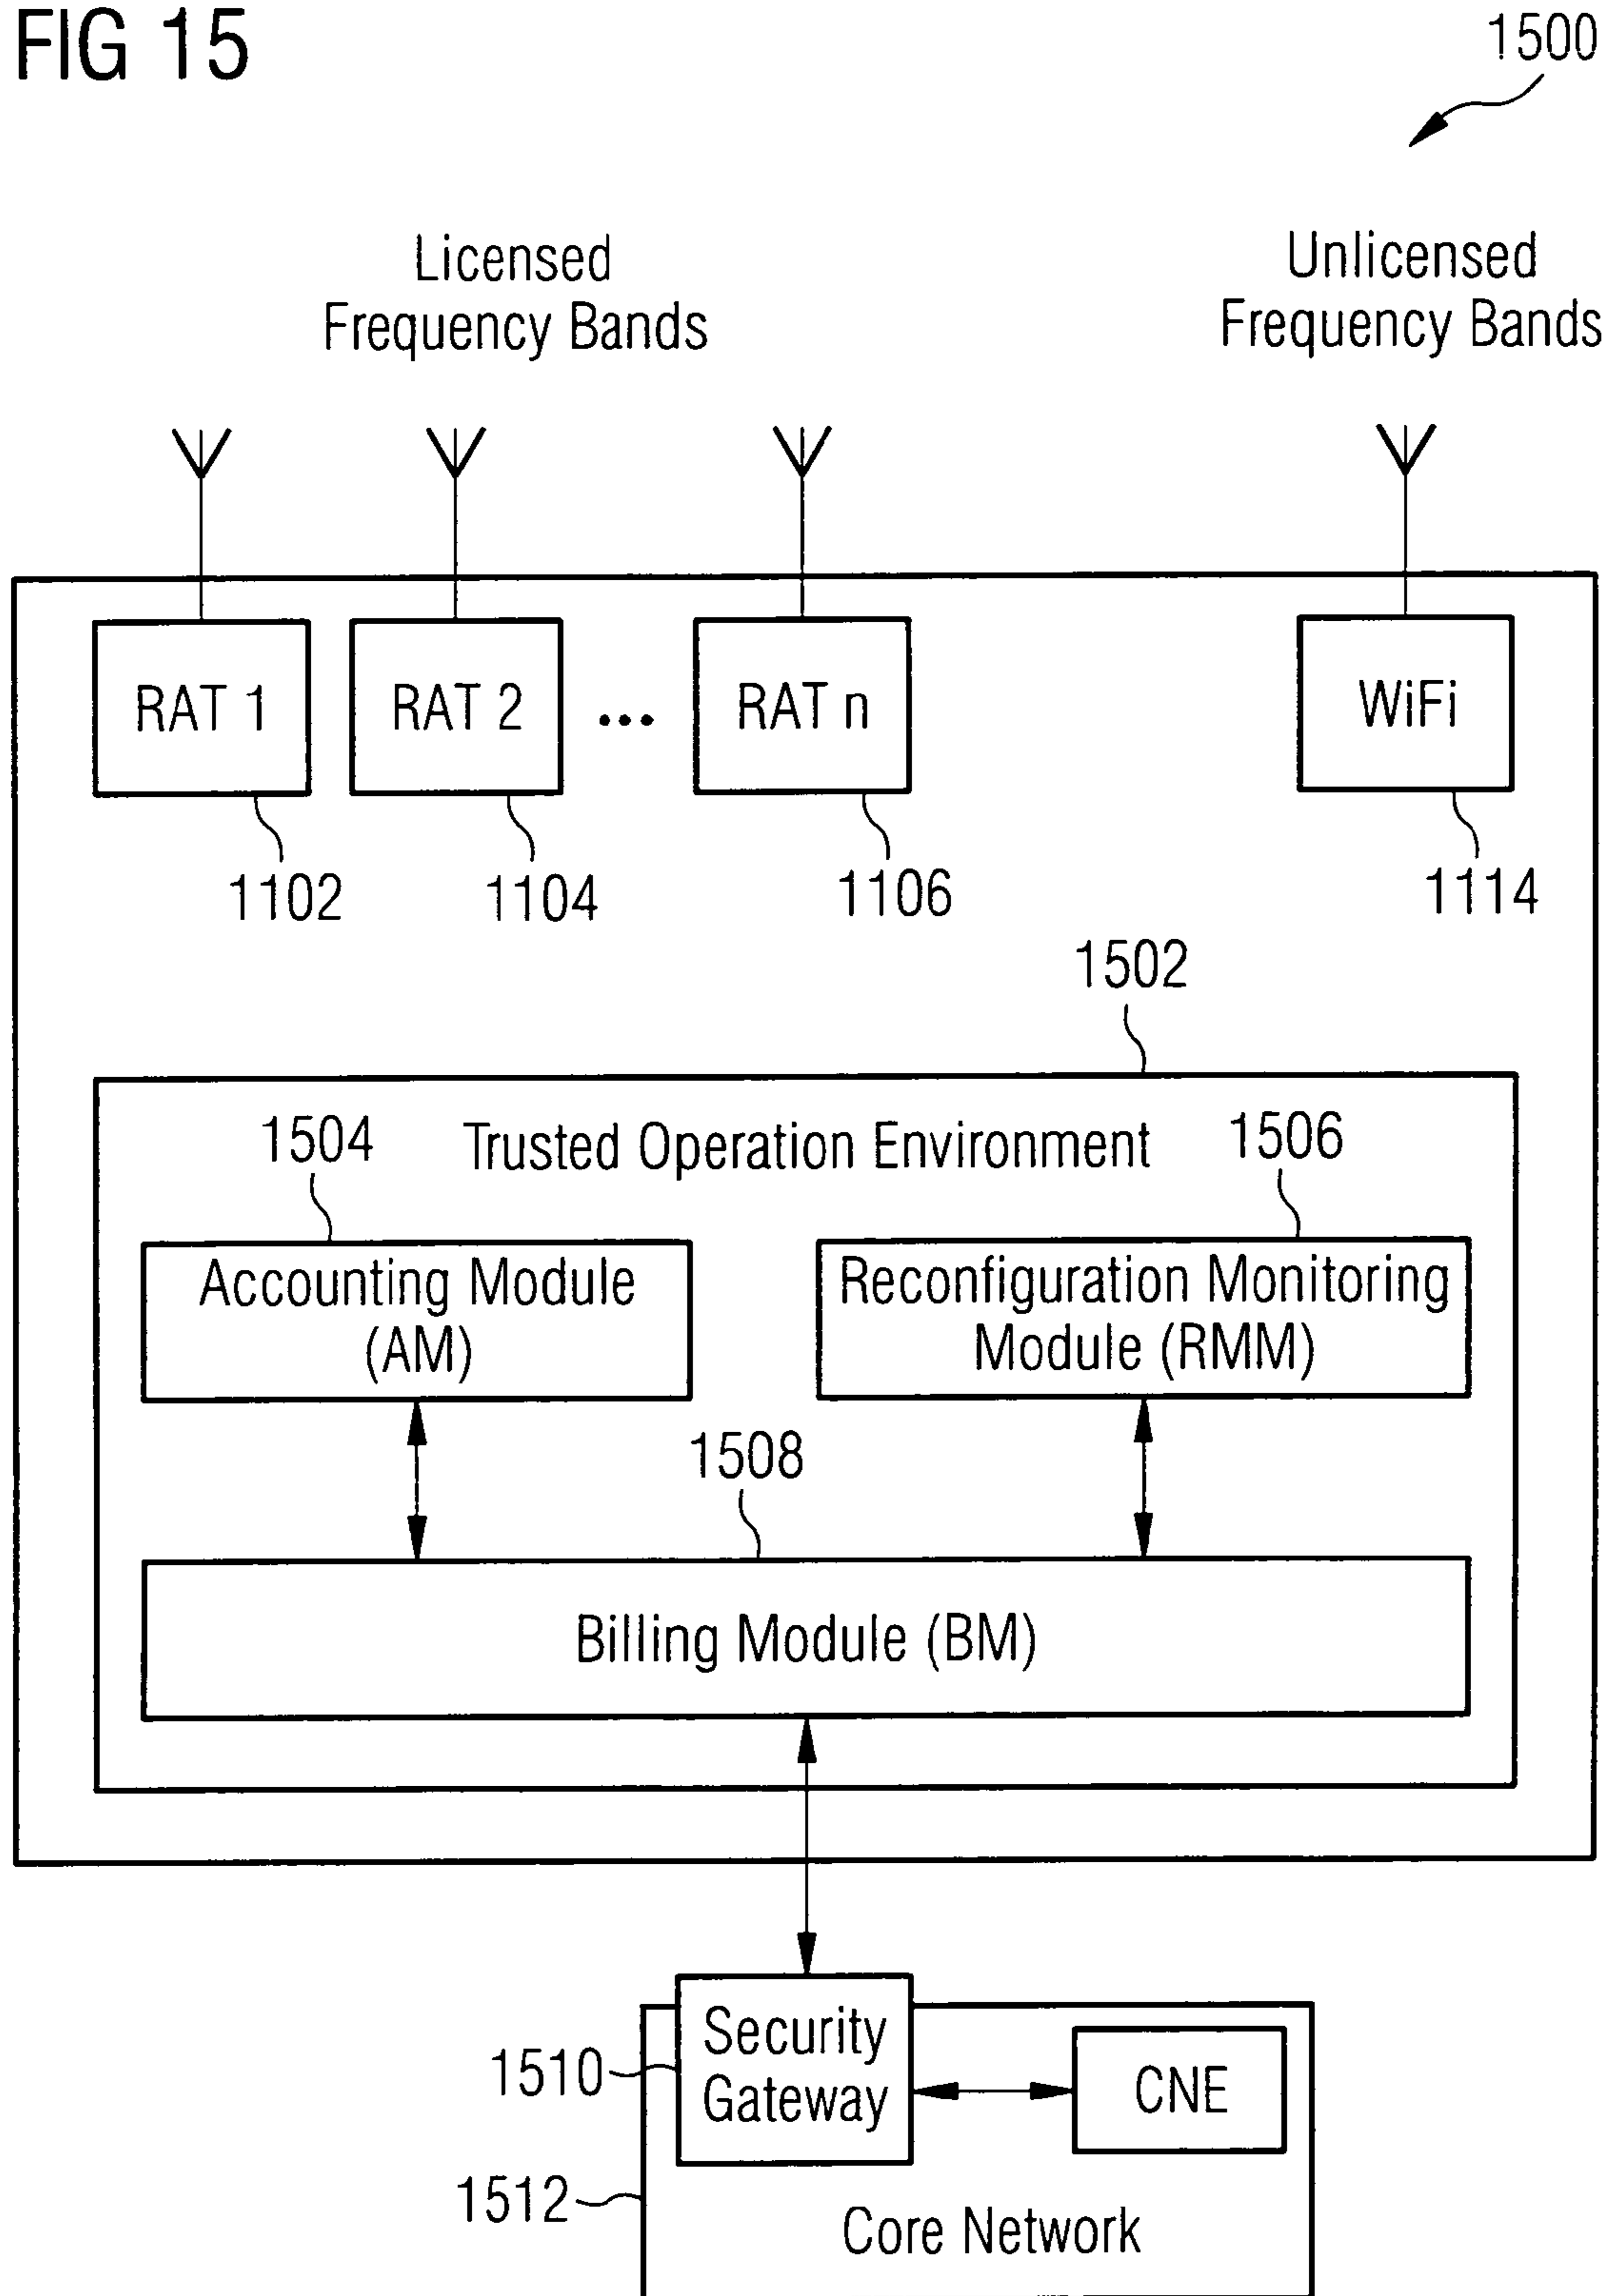 FIG 15
1500
Licensed
Frequency Bands
Unlicensed
Frequency Bands
RAT 1
RAT 2
...
RAT n
WiFi
1102
1104
1106
1114
1502
1504
Trusted Operation Environment
1506
Accounting Module
(AM)
Reconfiguration Monitoring
Module (RMM)
1508
Billing Module (BM)
Security
Gateway
1510
CNE
1512
Core Network